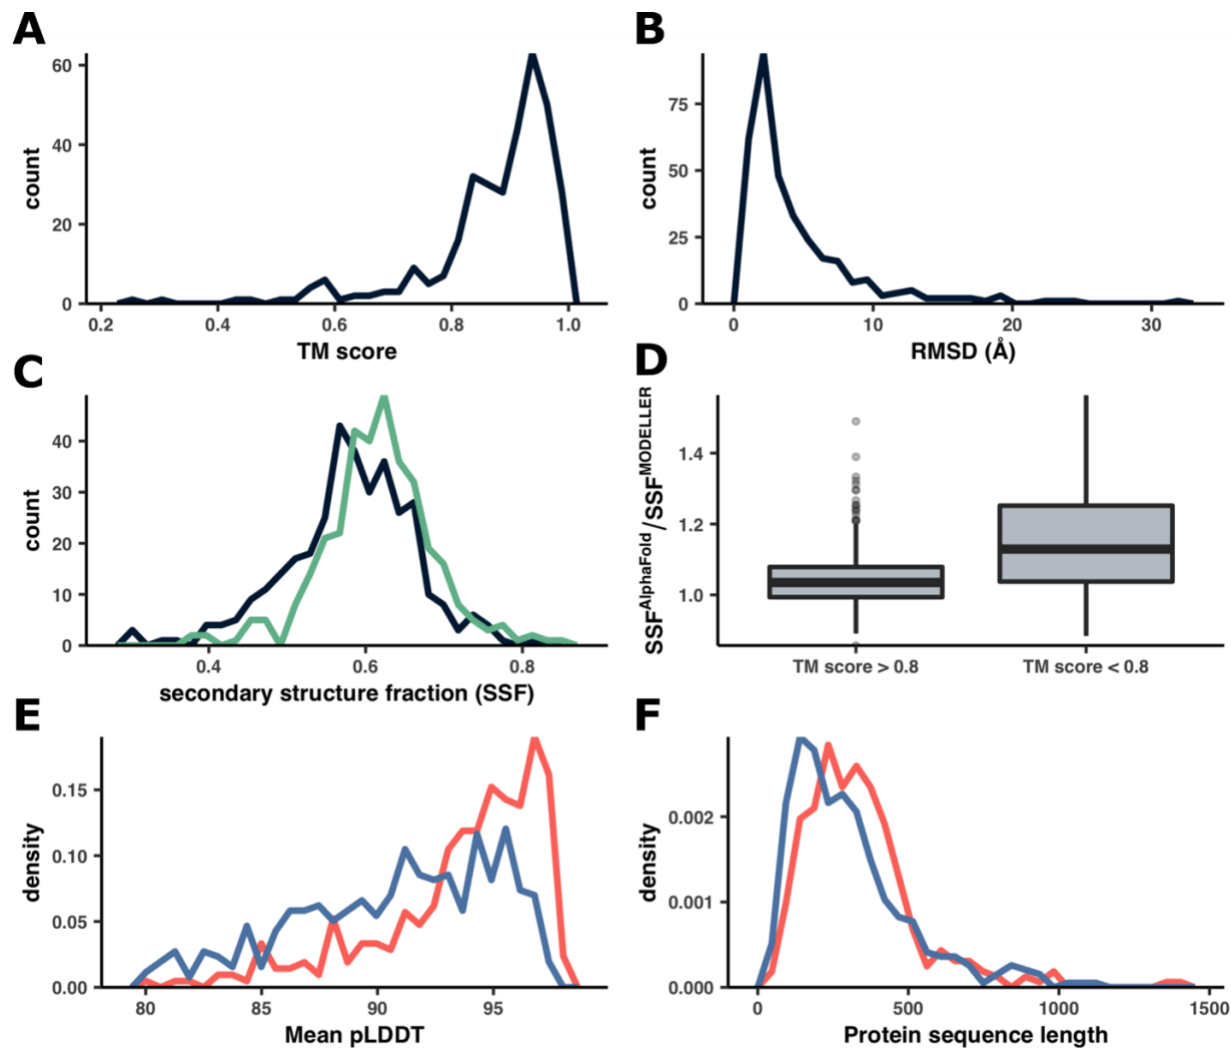 A
count
60
40
20
0
0.2 0.4 0.6 0.8 1.0
TM score
B
count
75
50
25
0
0 10 20 30
RMSD (Å)
C
count
40
30
20
10
0
0.4 0.6 0.8
secondary structure fraction (SSF)
D
SSF^AlphaFold/SSF^MODELLER
1.4
1.2
1.0
TM score > 0.8 TM score < 0.8
E
density
0.15
0.10
0.05
0.00
80 85 90 95
Mean pLDDT
F
density
0.002
0.001
0.000
0 500 1000 1500
Protein sequence length